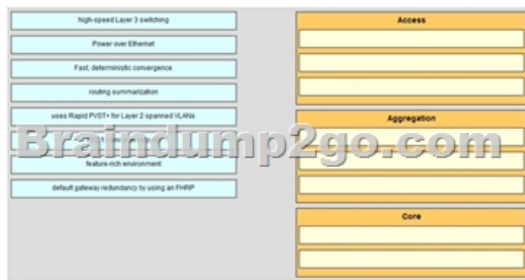 high-speed Layer 3 switching
Power over Ethernet
Fast, deterministic convergence
routing summarization
uses Rapid PVST+ for Layer 2 spanned VLANs
feature-rich environment
default gateway redundancy by using an FHRP
Access
Aggregation
Core
Braindump2go.com